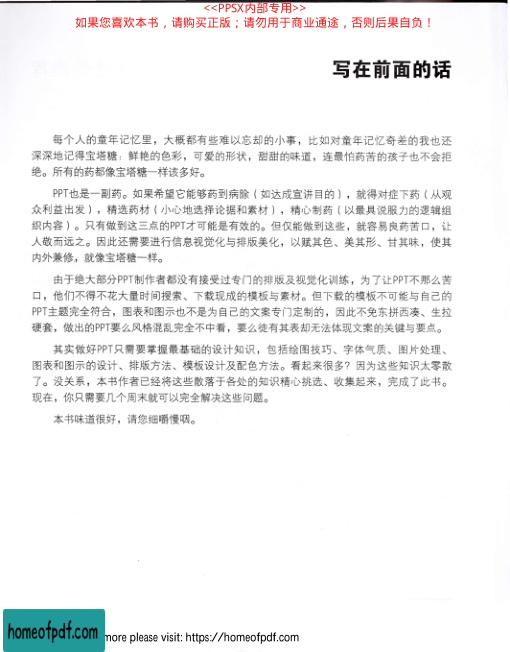 <<PPSX内部专用>>
如果您喜欢本书，请购买正版；请勿用于商业通途，否则后果自负！
写在前面的话
每个人的童年记忆里，大概都有些难以忘却的小事，比如对童年记忆奇差的我也还
深深地记得宝塔糖：鲜艳的色彩，可爱的形状，甜甜的味道，连最怕药苦的孩子也不会拒
绝。所有的药都像宝塔糖一样该多好。
PPT也是一副药。如果希望它能够药到病除（如达成宣讲目的），就得对症下药（从观
众利益出发），精选药材（小心地选择论据和素材），精心制药（以最具说服力的逻辑组
织内容）。只有做到这三点的PPT才可能是有效的。但仅能做到这些，就容易良药苦口，让
人敬而远之。因此还需要进行信息视觉化与排版美化，以赋其色、美其形、甘其味，使其
内外兼修，就像宝塔糖一样。
由于绝大部分PPT制作者都没有接受过专门的排版及视觉化训练，为了让PPT不那么苦
口，他们不得不花大量时间搜索、下载现成的模板与素材。但下载的模板不可能与自己的
PPT主题完全符合，图表和图示也不是为自己的文案专门定制的，因此不免东拼西凑、生拉
硬套，做出的PPT要么风格混乱完全不中看，要么徒有其表却无法体现文案的关键与要点。
其实做好PPT只需要掌握最基础的设计知识，包括绘图技巧、字体气质、图片处理、
图表和图示的设计、排版方法、模板设计及配色方法。看起来很多？因为这些知识太零散
了。没关系，本书作者已经将这些散落于各处的知识精心挑选、收集起来，完成了此书。
现在，你只需要几个周末就可以完全解决这些问题。
本书味道很好，请您细嚼慢咽。
homeofpdf.com
more please visit: https://homeofpdf.com